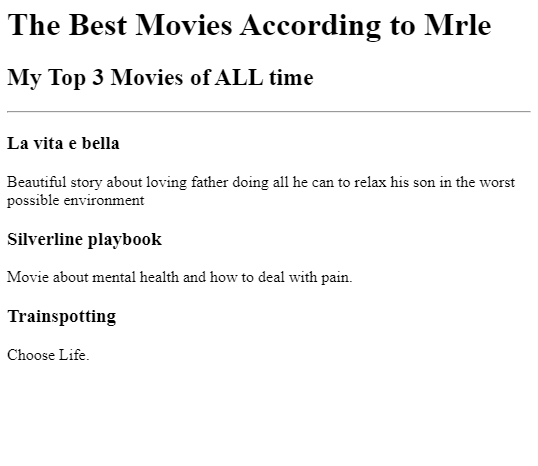 The Best Movies According to Mrle
My Top 3 Movies of ALL time
La vita e bella
Beautiful story about loving father doing all he can to relax his son in the worst
possible environment
Silverline playbook
Movie about mental health and how to deal with pain.
Trainspotting
Choose Life.